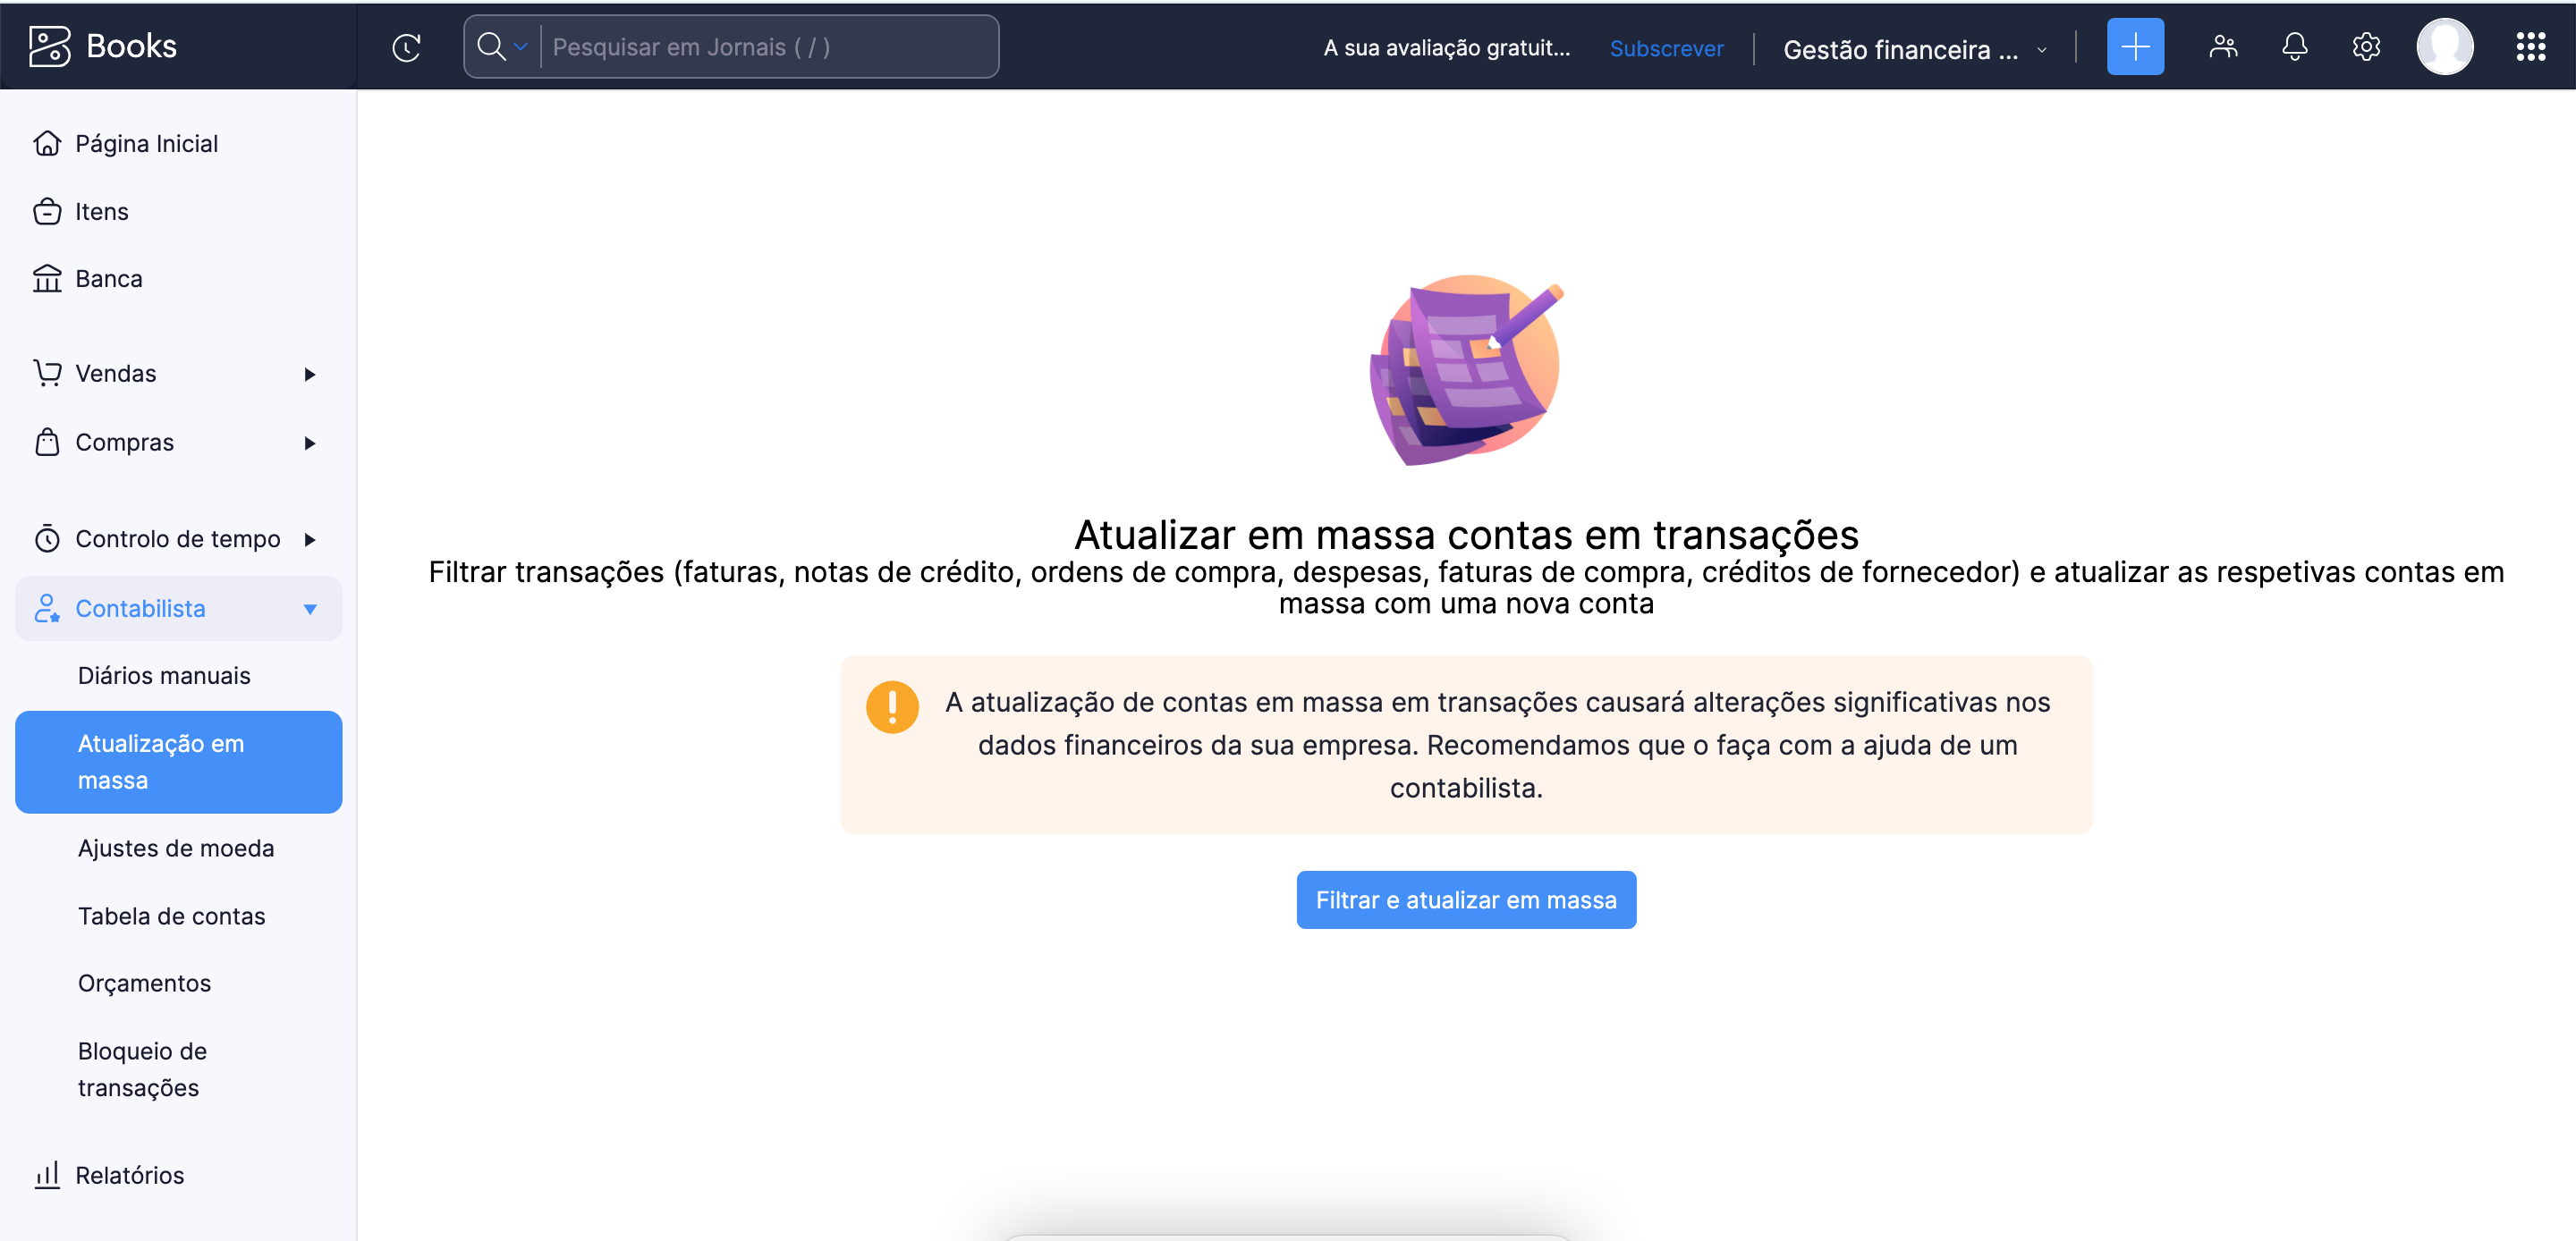 Books
Pesquisar em Jornais ( / )
A sua avaliação gratuit...
Subscrever
Gestão financeira ...
Página Inicial
Itens
Banca
Vendas
Compras
Controlo de tempo
Contabilista
Diários manuais
Atualização em
massa
Ajustes de moeda
Tabela de contas
Orçamentos
Bloqueio de
transações
Relatórios
Atualizar em massa contas em transações
Filtrar transações (faturas, notas de crédito, ordens de compra, despesas, faturas de compra, créditos de fornecedor) e atualizar as respetivas contas em
massa com uma nova conta
A atualização de contas em massa em transações causará alterações significativas nos
dados financeiros da sua empresa. Recomendamos que o faça com a ajuda de um
contabilista.
Filtrar e atualizar em massa